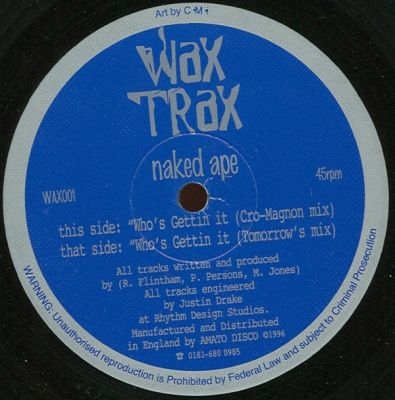 Art by C•M•
Wax
Trax
naked ape
WAX001
45rpm
this side: "Who's Gettin it (Cro-Magnon mix)
that side: "Who's Gettin it (Tomorrow's mix)
All tracks written and produced
by (R. Flintham, P. Persons, M. Jones)
All tracks engineered
by Justin Drake
at Rhythm Design Studios.
Manufactured and Distributed
in England by AMATO DISCO ©1996
☎ 0181-680 0985
WARNING: Unauthorised reproduction is Prohibited by Federal Law and subject to Criminal Prosecution